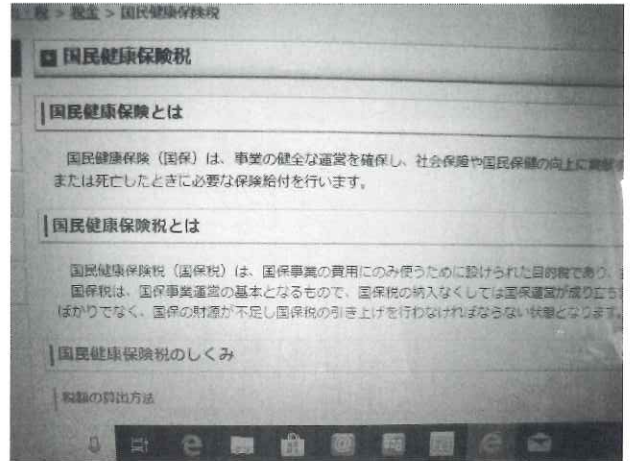 税 > 税金 > 国民健康保険税
国民健康保険税
国民健康保険とは
国民健康保険（国保）は、事業の健全な運営を確保し、社会保障や国民保健の向上に貢献す
または死亡したときに必要な保険給付を行います。
国民健康保険税とは
国民健康保険税（国保税）は、国保事業の費用にのみ使うために設けられた目的税であり、
国保税は、国保事業運営の基本となるもので、国保税の納入なくしては国保運営が成り立ち
ばかりでなく、国保の財源が不足し国保税の引き上げを行わなければならない状態となります。
国民健康保険税のしくみ
税額の算出方法